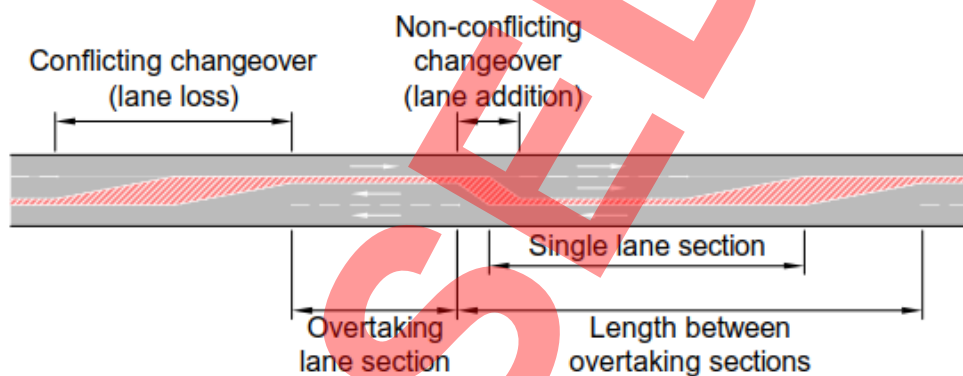 Conflicting changeover
(lane loss)
Non-conflicting
changeover
(lane addition)
Single lane section
Overtaking
lane section
Length between
overtaking sections